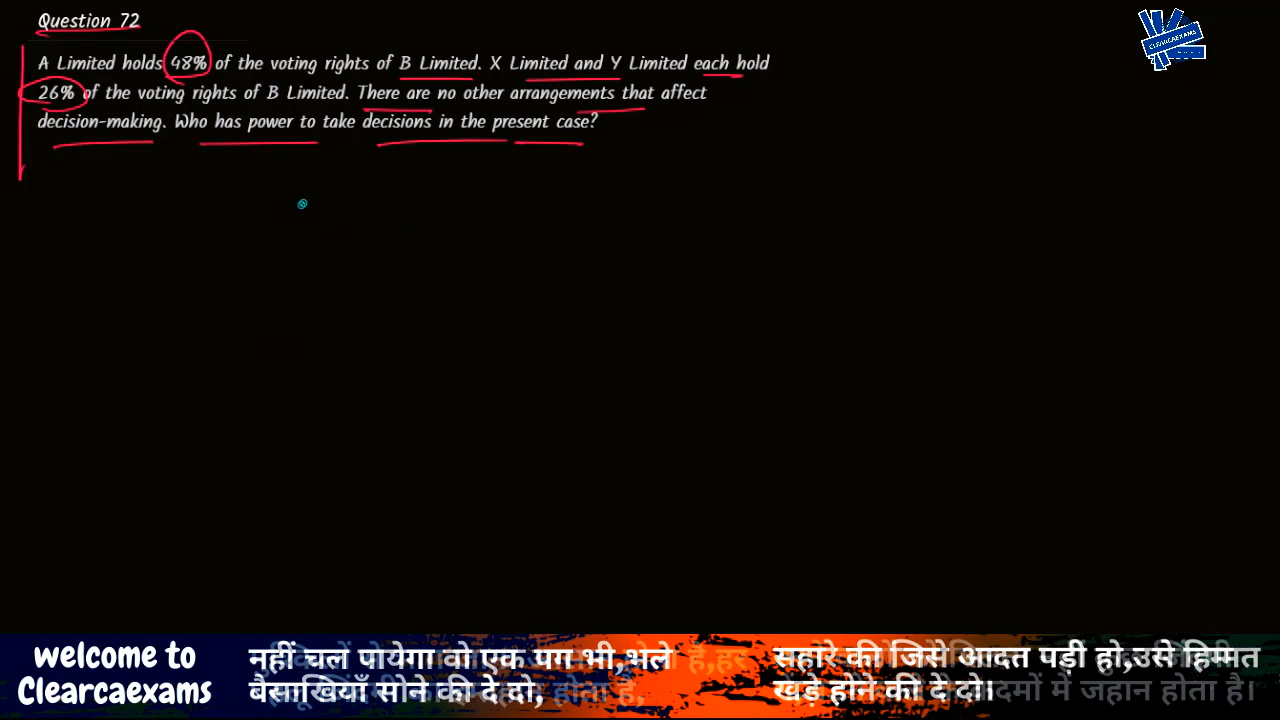 Question 72
A Limited holds 48% of the voting rights of B Limited. X Limited and Y Limited each hold
26% of the voting rights of B Limited. There are no other arrangements that affect
decision-making. Who has power to take decisions in the present case?
CLEARCAEXAMS
welcome to
Clearcaexams
नहीं चल पायेगा वो एक पग भी,भले
बैसाखियाँ सोने की दे दो,
सहारे की जिसे आदत पड़ी हो,उसे हिम्मत
खड़े होने की दे दो।